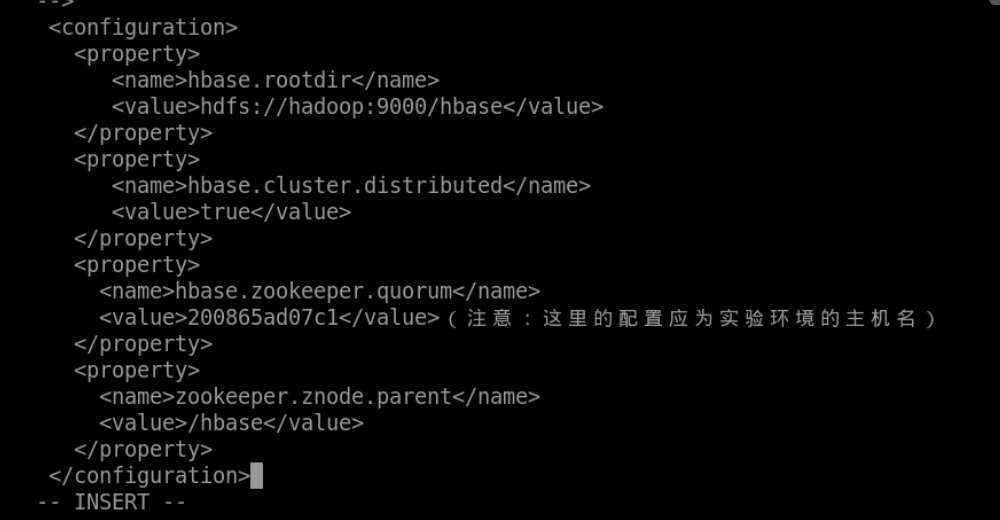 -->
<configuration>
<property>
<name>hbase.rootdir</name>
<value>hdfs://hadoop:9000/hbase</value>
</property>
<property>
<name>hbase.cluster.distributed</name>
<value>true</value>
</property>
<property>
<name>hbase.zookeeper.quorum</name>
<value>200865ad07c1</value>(注意:这里的配置应为实验环境的主机名)
</property>
<property>
<name>zookeeper.znode.parent</name>
<value>/hbase</value>
</property>
</configuration>
-- INSERT --